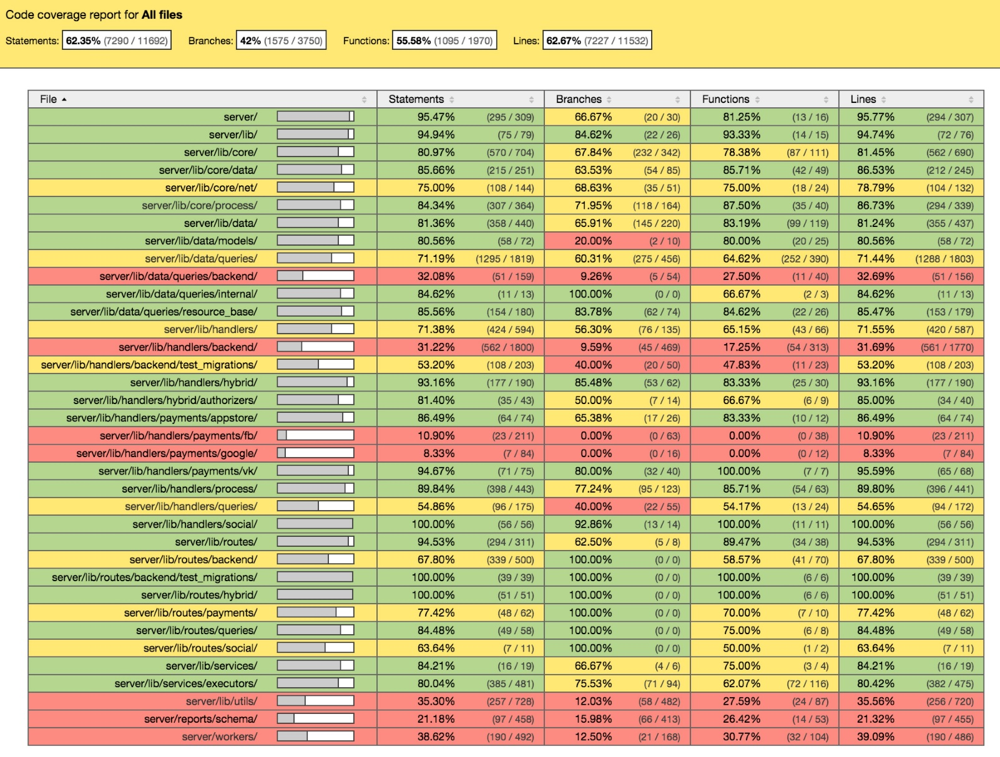 Code coverage report for All files
Statements: 62.35% (7290 / 11692) Branches: 42% (1575 / 3750) Functions: 55.58% (1095 / 1970) Lines: 62.67% (7227 / 11532)
File Statements Branches Functions Lines
server/ 95.47% (295 / 309) 66.67% (20 / 30) 81.25% (13 / 16) 95.77% (294 / 307)
server/lib/ 94.94% (75 / 79) 84.62% (22 / 26) 93.33% (14 / 15) 94.74% (72 / 76)
server/lib/core/ 80.97% (570 / 704) 67.84% (232 / 342) 78.38% (87 / 111) 81.45% (562 / 690)
server/lib/core/data/ 85.66% (215 / 251) 63.53% (54 / 85) 85.71% (42 / 49) 86.53% (212 / 245)
server/lib/core/net/ 75.00% (108 / 144) 68.63% (35 / 51) 75.00% (18 / 24) 78.79% (104 / 132)
server/lib/core/process/ 84.34% (307 / 364) 71.95% (118 / 164) 87.50% (35 / 40) 86.73% (294 / 339)
server/lib/data/ 81.36% (358 / 440) 65.91% (145 / 220) 83.19% (99 / 119) 81.24% (355 / 437)
server/lib/data/models/ 80.56% (58 / 72) 20.00% (2 / 10) 80.00% (20 / 25) 80.56% (58 / 72)
server/lib/data/queries/ 71.19% (1295 / 1819) 60.31% (275 / 456) 64.62% (252 / 390) 71.44% (1288 / 1803)
server/lib/data/queries/backend/ 32.08% (51 / 159) 9.26% (5 / 54) 27.50% (11 / 40) 32.69% (51 / 156)
server/lib/data/queries/internal/ 84.62% (11 / 13) 100.00% (0 / 0) 66.67% (2 / 3) 84.62% (11 / 13)
server/lib/data/queries/resource_base/ 85.56% (154 / 180) 83.78% (62 / 74) 84.62% (22 / 26) 85.47% (153 / 179)
server/lib/handlers/ 71.38% (424 / 594) 56.30% (76 / 135) 65.15% (43 / 66) 71.55% (420 / 587)
server/lib/handlers/backend/ 31.22% (562 / 1800) 9.59% (45 / 469) 17.25% (54 / 313) 31.69% (561 / 1770)
server/lib/handlers/backend/test_migrations/ 53.20% (108 / 203) 40.00% (20 / 50) 47.83% (11 / 23) 53.20% (108 / 203)
server/lib/handlers/hybrid/ 93.16% (177 / 190) 85.48% (53 / 62) 83.33% (25 / 30) 93.16% (177 / 190)
server/lib/handlers/hybrid/authorizers/ 81.40% (35 / 43) 50.00% (7 / 14) 66.67% (6 / 9) 85.00% (34 / 40)
server/lib/handlers/payments/appstore/ 86.49% (64 / 74) 65.38% (17 / 26) 83.33% (10 / 12) 86.49% (64 / 74)
server/lib/handlers/payments/fb/ 10.90% (23 / 211) 0.00% (0 / 63) 0.00% (0 / 38) 10.90% (23 / 211)
server/lib/handlers/payments/google/ 8.33% (7 / 84) 0.00% (0 / 16) 0.00% (0 / 12) 8.33% (7 / 84)
server/lib/handlers/payments/vk/ 94.67% (71 / 75) 80.00% (32 / 40) 100.00% (7 / 7) 95.59% (65 / 68)
server/lib/handlers/process/ 89.84% (398 / 443) 77.24% (95 / 123) 85.71% (54 / 63) 89.80% (396 / 441)
server/lib/handlers/queries/ 54.86% (96 / 175) 40.00% (22 / 55) 54.17% (13 / 24) 54.65% (94 / 172)
server/lib/handlers/social/ 100.00% (56 / 56) 92.86% (13 / 14) 100.00% (11 / 11) 100.00% (56 / 56)
server/lib/routes/ 94.53% (294 / 311) 62.50% (5 / 8) 89.47% (34 / 38) 94.53% (294 / 311)
server/lib/routes/backend/ 67.80% (339 / 500) 100.00% (0 / 0) 58.57% (41 / 70) 67.80% (339 / 500)
server/lib/routes/backend/test_migrations/ 100.00% (39 / 39) 100.00% (0 / 0) 100.00% (6 / 6) 100.00% (39 / 39)
server/lib/routes/hybrid/ 100.00% (51 / 51) 100.00% (0 / 0) 100.00% (6 / 6) 100.00% (51 / 51)
server/lib/routes/payments/ 77.42% (48 / 62) 100.00% (0 / 0) 70.00% (7 / 10) 77.42% (48 / 62)
server/lib/routes/queries/ 84.48% (49 / 58) 100.00% (0 / 0) 75.00% (6 / 8) 84.48% (49 / 58)
server/lib/routes/social/ 63.64% (7 / 11) 100.00% (0 / 0) 50.00% (1 / 2) 63.64% (7 / 11)
server/lib/services/ 84.21% (16 / 19) 66.67% (4 / 6) 75.00% (3 / 4) 84.21% (16 / 19)
server/lib/services/executors/ 80.04% (385 / 481) 75.53% (71 / 94) 62.07% (72 / 116) 80.42% (382 / 475)
server/lib/utils/ 35.30% (257 / 728) 12.03% (58 / 482) 27.59% (24 / 87) 35.56% (256 / 720)
server/reports/schema/ 21.18% (97 / 458) 15.98% (66 / 413) 26.42% (14 / 53) 21.32% (97 / 455)
server/workers/ 38.62% (190 / 492) 12.50% (21 / 168) 30.77% (32 / 104) 39.09% (190 / 486)